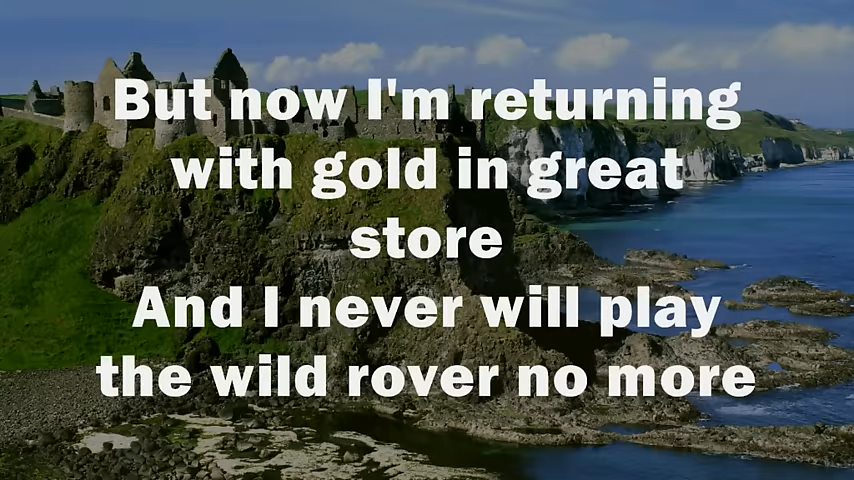 But now I'm returning
with gold in great
store
And I never will play
the wild rover no more